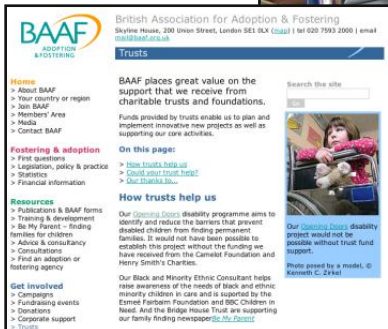 BAAF
ADOPTION
& FOSTERING
British Association for Adoption & Fostering
Skyline House, 200 Union Street, London SE1 0LX (map) | tel 020 7593 2000 | email
mail@baaf.org.uk
Trusts
Home
> About BAAF
> Your country or region
> Join BAAF
> Members' Area
> Media
> Contact BAAF
Fostering & adoption
> First questions
> Legislation, policy & practice
> Statistics
> Financial information
Resources
> Publications & BAAF forms
> Training & development
> Be My Parent - finding
families for children
> Advice & consultancy
> Consultations
> Find an adoption or
fostering agency
Get involved
> Campaigns
> Fundraising events
> Donations
> Corporate support
> Trusts
BAAF places great value on the
support that we receive from
charitable trusts and foundations.
Funds provided by trusts enable us to plan and
implement innovative new projects as well as
supporting our core activities.
On this page:
> How trusts help us
> Could your trust help?
> Our thanks to...
How trusts help us
Our Opening Doors disability programme aims to
identify and reduce the barriers that prevent
disabled children from finding permanent
families. It would not have been possible to
establish this project without the funding we
have received from the Camelot Foundation and
Henry Smith's Charities.
Our Black and Minority Ethnic Consultant helps
raise awareness of the needs of black and ethnic
minority children in care and is suported by the
Esmeé Fairbeirn Foundation and BBC Children in
Need. And the Bridge House Trust are supporting
our family finding newspaperBe My Parent
Search the site
Go
Our Opening Doors disability
project would not be
possible without trust fund
support.
Photo posed by a model, ©
Kenneth C. Zirkel